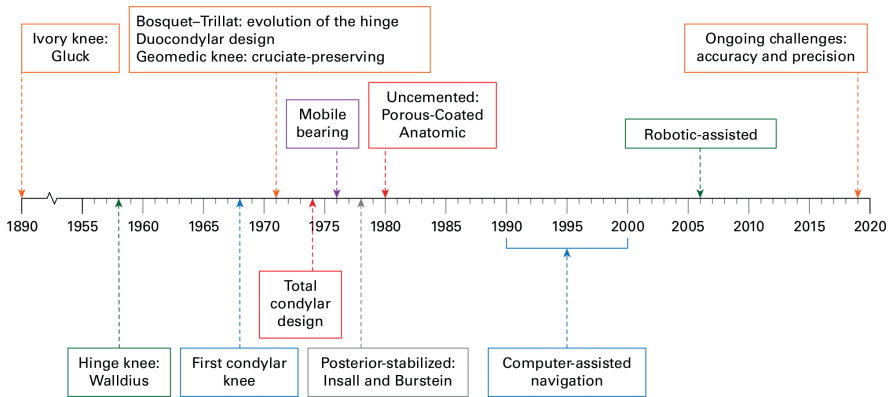 Ivory knee:
Gluck
Bosquet–Trillat: evolution of the hinge
Duocondylar design
Geomedic knee: cruciate-preserving
Mobile
bearing
Uncemented:
Porous-Coated
Anatomic
Robotic-assisted
Ongoing challenges:
accuracy and precision
1890 1955 1960 1965 1970 1975 1980 1985 1990 1995 2000 2005 2010 2015 2020
Total
condylar
design
Hinge knee:
Walldius
First condylar
knee
Posterior-stabilized:
Insall and Burstein
Computer-assisted
navigation